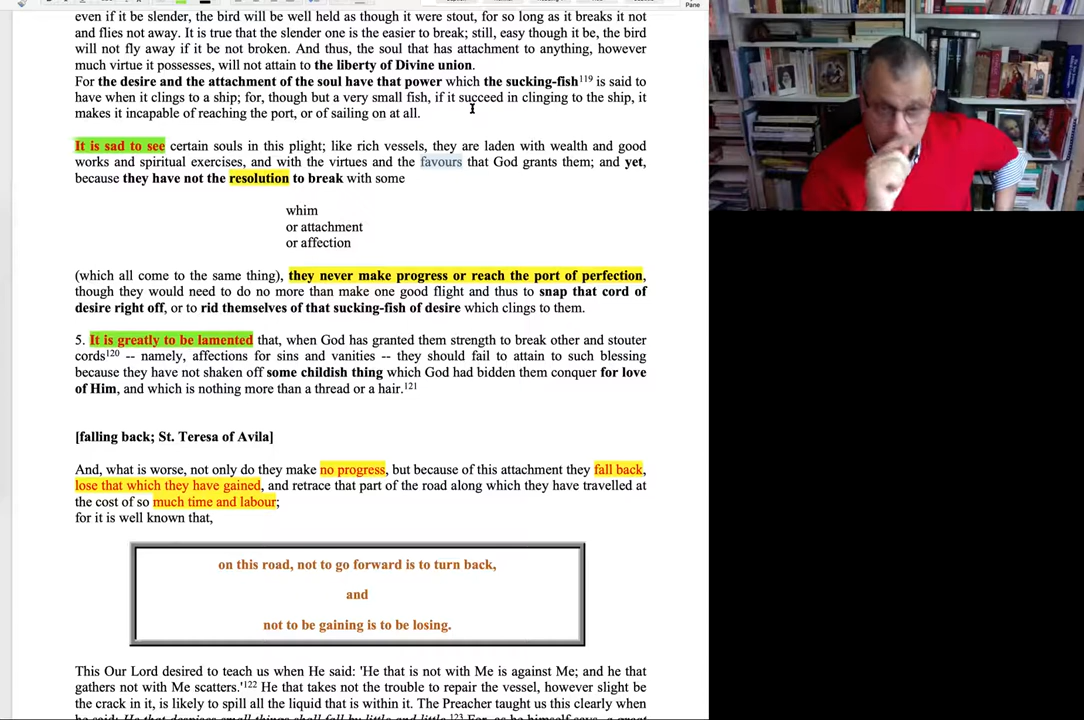 Pane
even if it be slender, the bird will be well held as though it were stout, for so long as it breaks it not
and flies not away. It is true that the slender one is the easier to break; still, easy though it be, the bird
will not fly away if it be not broken. And thus, the soul that has attachment to anything, however
much virtue it possesses, will not attain to the liberty of Divine union.
For the desire and the attachment of the soul have that power which the sucking-fish119 is said to
have when it clings to a ship; for, though but a very small fish, if it succeed in clinging to the ship, it
makes it incapable of reaching the port, or of sailing on at all.
It is sad to see certain souls in this plight; like rich vessels, they are laden with wealth and good
works and spiritual exercises, and with the virtues and the favours that God grants them; and yet,
because they have not the resolution to break with some
whim
or attachment
or affection
(which all come to the same thing), they never make progress or reach the port of perfection,
though they would need to do no more than make one good flight and thus to snap that cord of
desire right off, or to rid themselves of that sucking-fish of desire which clings to them.
5. It is greatly to be lamented that, when God has granted them strength to break other and stouter
cords120 -- namely, affections for sins and vanities -- they should fail to attain to such blessing
because they have not shaken off some childish thing which God had bidden them conquer for love
of Him, and which is nothing more than a thread or a hair.121
[falling back; St. Teresa of Avila]
And, what is worse, not only do they make no progress, but because of this attachment they fall back,
lose that which they have gained, and retrace that part of the road along which they have travelled at
the cost of so much time and labour;
for it is well known that,
on this road, not to go forward is to turn back,
and
not to be gaining is to be losing.
This Our Lord desired to teach us when He said: 'He that is not with Me is against Me; and he that
gathers not with Me scatters.'122 He that takes not the trouble to repair the vessel, however slight be
the crack in it, is likely to spill all the liquid that is within it. The Preacher taught us this clearly when
he said: He that despises small things shall fall by little and little.123 For, as he himself says, a great